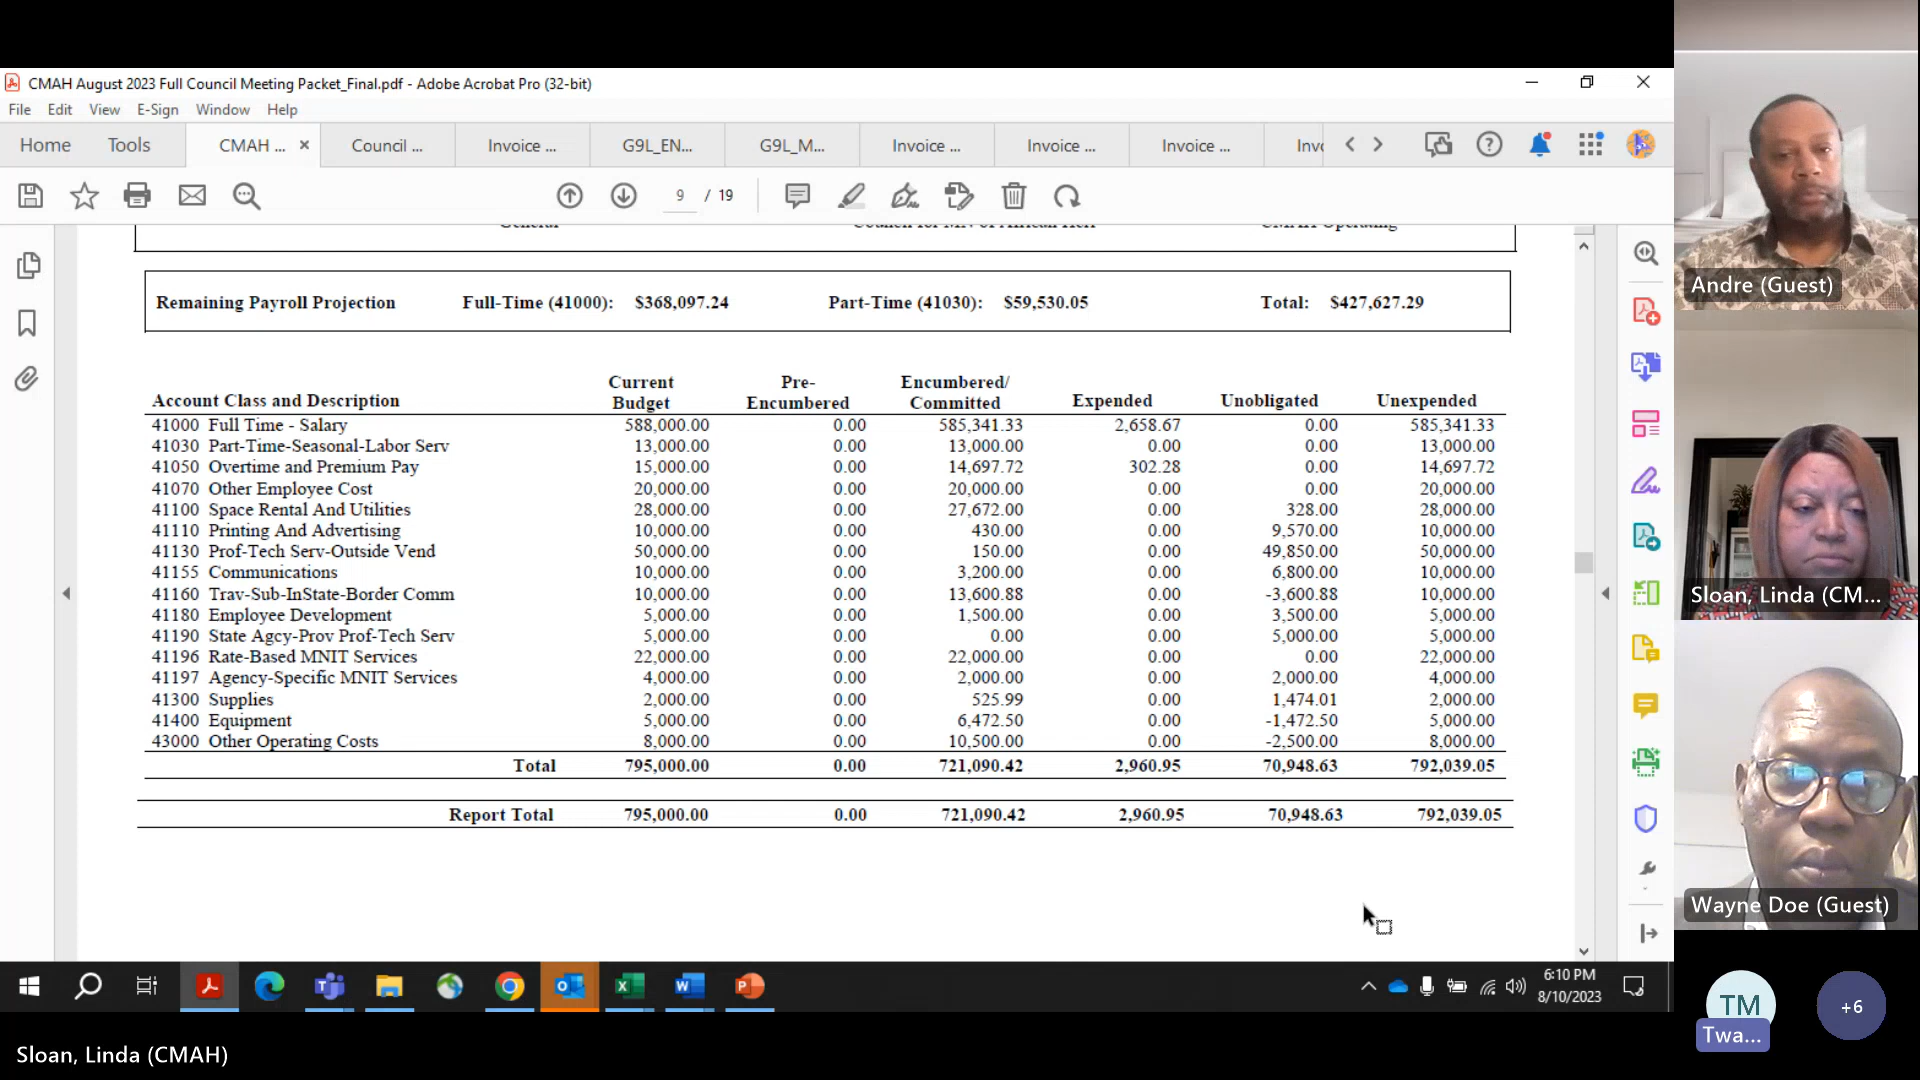 CMAH August 2023 Full Council Meeting Packet_Final.pdf - Adobe Acrobat Pro (32-bit)
File Edit View E-Sign Window Help
Home Tools CMAH ... × Council ... Invoice ... G9L_EN... G9L_M... Invoice ... Invoice ... Invoice ... Inv
9 / 19
General Council for MN of African Heri CMAH Operating
Remaining Payroll Projection Full-Time (41000): $368,097.24 Part-Time (41030): $59,530.05 Total: $427,627.29
Current Pre- Encumbered/
Account Class and Description Budget Encumbered Committed Expended Unobligated Unexpended
41000 Full Time - Salary 588,000.00 0.00 585,341.33 2,658.67 0.00 585,341.33
41030 Part-Time-Seasonal-Labor Serv 13,000.00 0.00 13,000.00 0.00 0.00 13,000.00
41050 Overtime and Premium Pay 15,000.00 0.00 14,697.72 302.28 0.00 14,697.72
41070 Other Employee Cost 20,000.00 0.00 20,000.00 0.00 0.00 20,000.00
41100 Space Rental And Utilities 28,000.00 0.00 27,672.00 0.00 328.00 28,000.00
41110 Printing And Advertising 10,000.00 0.00 430.00 0.00 9,570.00 10,000.00
41130 Prof-Tech Serv-Outside Vend 50,000.00 0.00 150.00 0.00 49,850.00 50,000.00
41155 Communications 10,000.00 0.00 3,200.00 0.00 6,800.00 10,000.00
41160 Trav-Sub-InState-Border Comm 10,000.00 0.00 13,600.88 0.00 -3,600.88 10,000.00
41180 Employee Development 5,000.00 0.00 1,500.00 0.00 3,500.00 5,000.00
41190 State Agcy-Prov Prof-Tech Serv 5,000.00 0.00 0.00 0.00 5,000.00 5,000.00
41196 Rate-Based MNIT Services 22,000.00 0.00 22,000.00 0.00 0.00 22,000.00
41197 Agency-Specific MNIT Services 4,000.00 0.00 2,000.00 0.00 2,000.00 4,000.00
41300 Supplies 2,000.00 0.00 525.99 0.00 1,474.01 2,000.00
41400 Equipment 5,000.00 0.00 6,472.50 0.00 -1,472.50 5,000.00
43000 Other Operating Costs 8,000.00 0.00 10,500.00 0.00 -2,500.00 8,000.00
Total 795,000.00 0.00 721,090.42 2,960.95 70,948.63 792,039.05
Report Total 795,000.00 0.00 721,090.42 2,960.95 70,948.63 792,039.05
Andre (Guest)
Sloan, Linda (CM...
Wayne Doe (Guest)
6:10 PM
8/10/2023
TM
Twa...
+6
Sloan, Linda (CMAH)